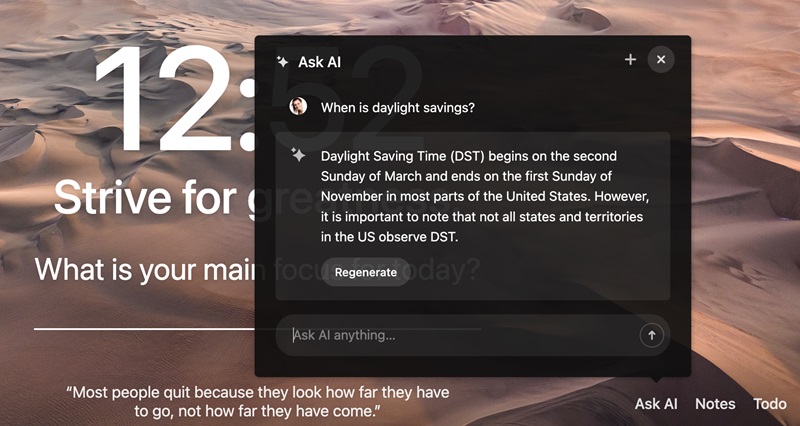 12:52
Strive for greatness.
What is your main focus for today?
Ask AI
When is daylight savings?
Daylight Saving Time (DST) begins on the second
Sunday of March and ends on the first Sunday of
November in most parts of the United States. However,
it is important to note that not all states and territories
in the US observe DST.
Regenerate
Ask AI anything...
“Most people quit because they look how far they have
to go, not how far they have come.”
Ask AI
Notes
Todo